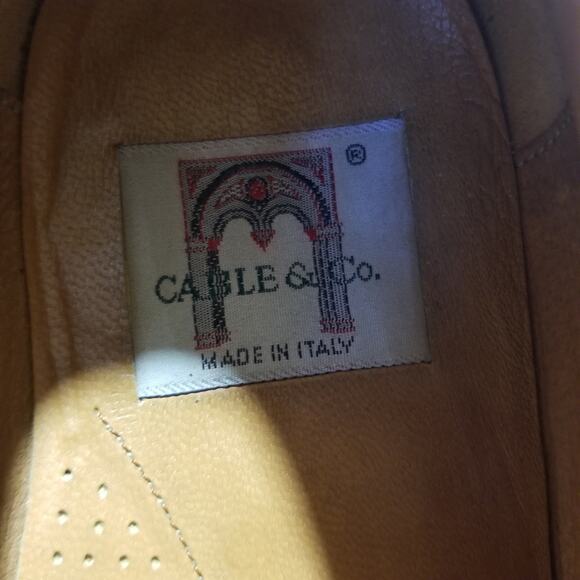 ®
CABLE & Co.
MADE IN ITALY